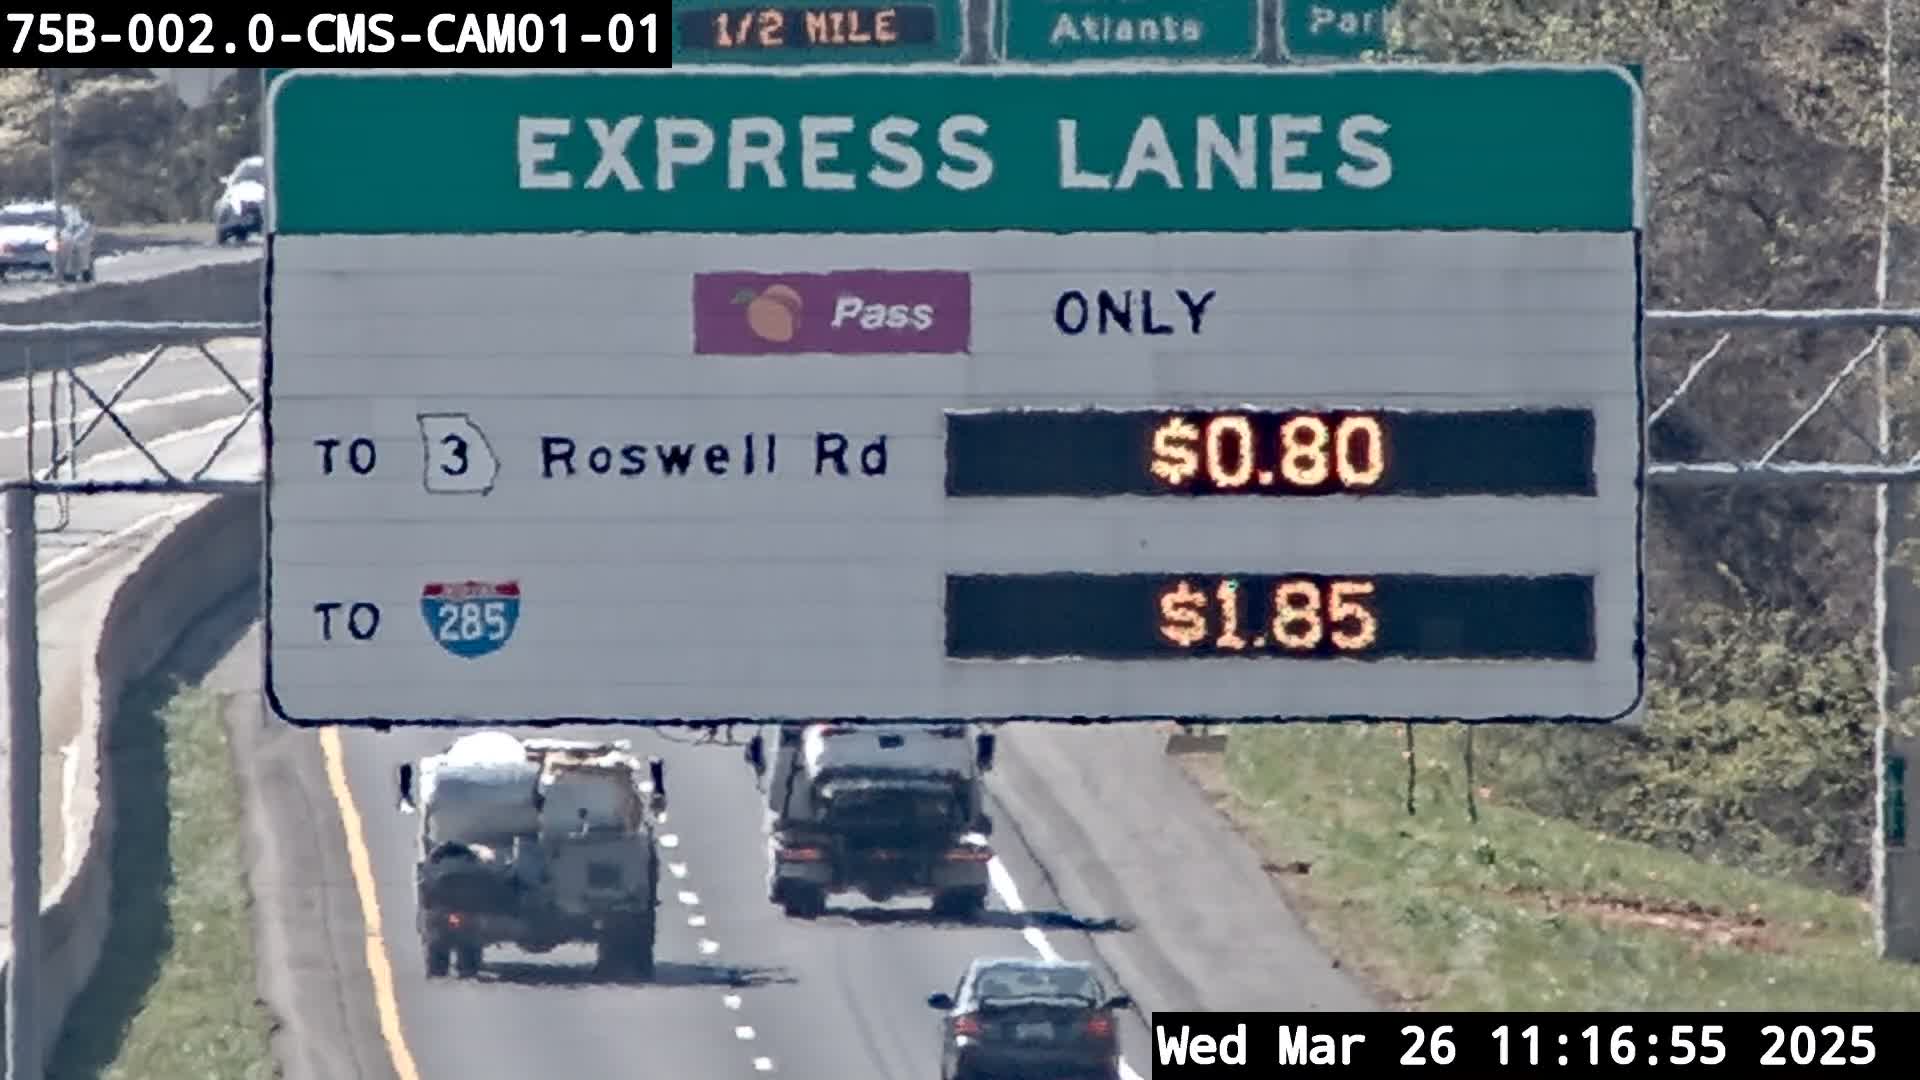 75B-002.0-CMS-CAM01-01
1/2 MILE
Atlanta
EXPRESS LANES
Pass ONLY
TO 3 Roswell Rd $0.80
TO 285 $1.85
Wed Mar 26 11:16:55 2025